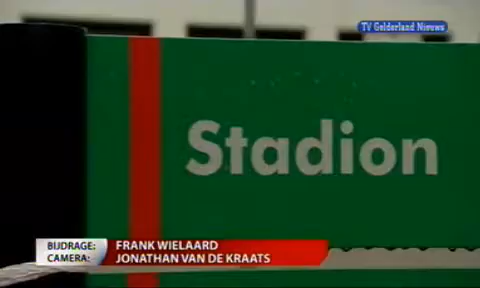 TV Gelderland Nieuws
Stadion
BIJDRAGE: FRANK WIELAARD
CAMERA: JONATHAN VAN DE KRAATS